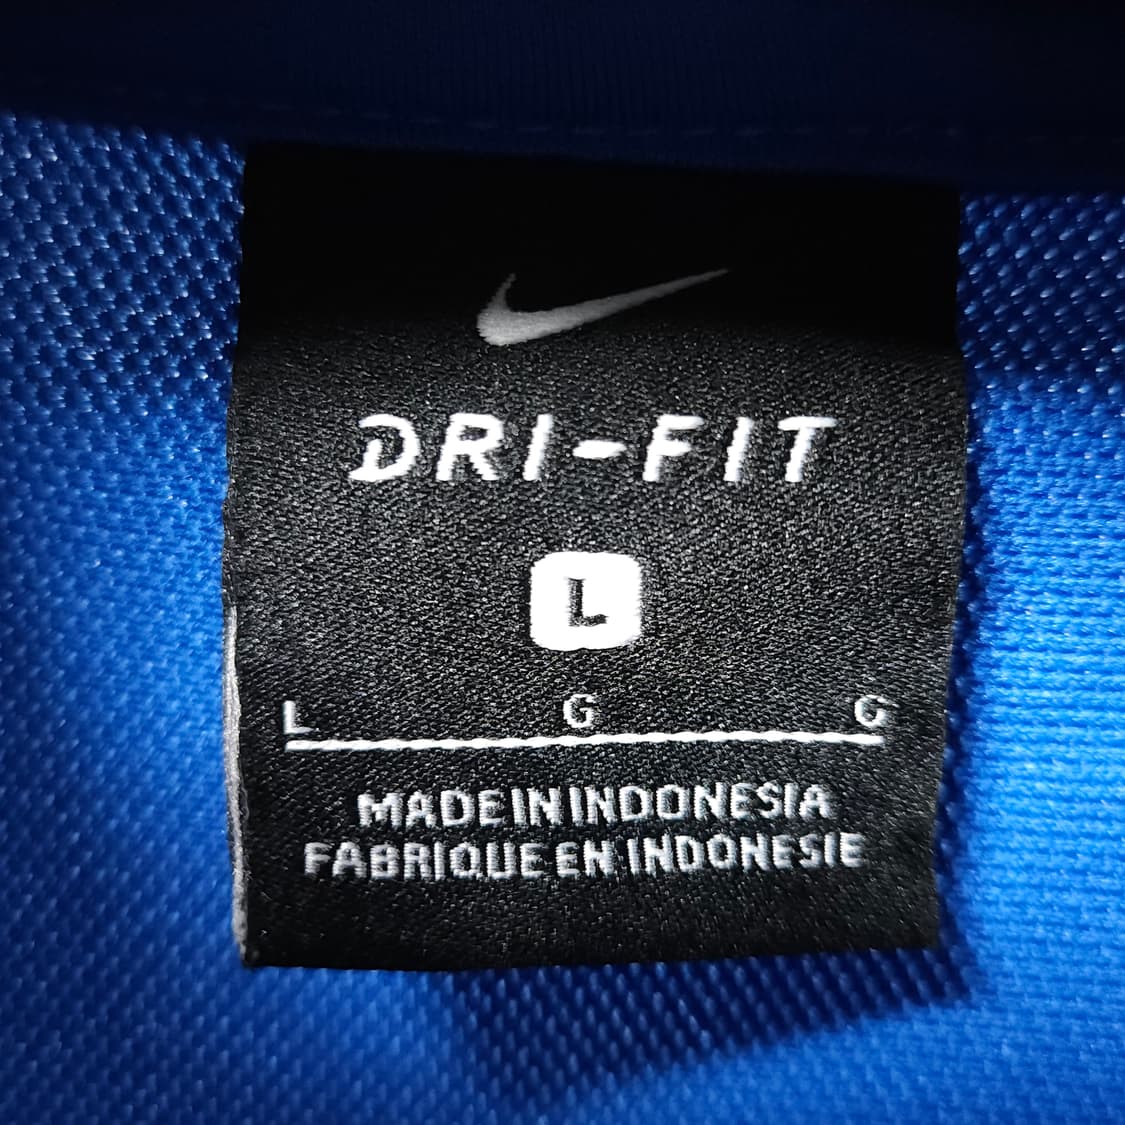 DRI-FIT
L
L G G
MADE IN INDONESIA
FABRIQUE EN INDONESIE